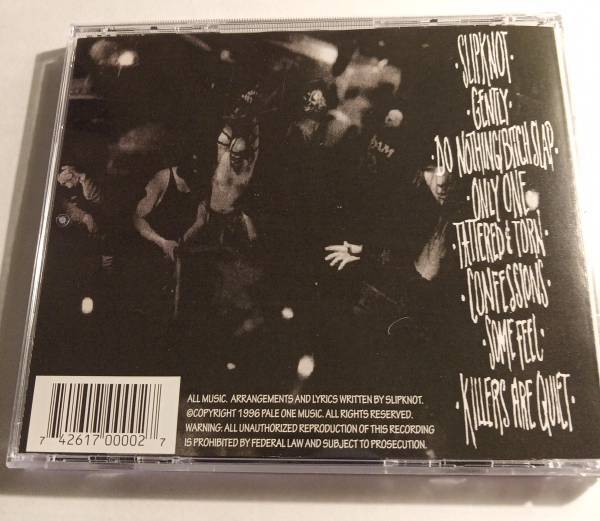 ·SLIPKNOT·
·GENTLY·
·DO NOTHING/BITCH SLAP·
·ONLY ONE·
·TATTERED & TORN·
·CONFESSIONS·
·SOME FEEL·
·KILLERS ARE QUIET·
ALL MUSIC. ARRANGEMENTS AND LYRICS WRITTEN BY SLIPKNOT.
©COPYRIGHT 1996 PALE ONE MUSIC. ALL RIGHTS RESERVED.
WARNING: ALL UNAUTHORIZED REPRODUCTION OF THIS RECORDING
IS PROHIBITED BY FEDERAL LAW AND SUBJECT TO PROSECUTION.
7 42617 00002 7